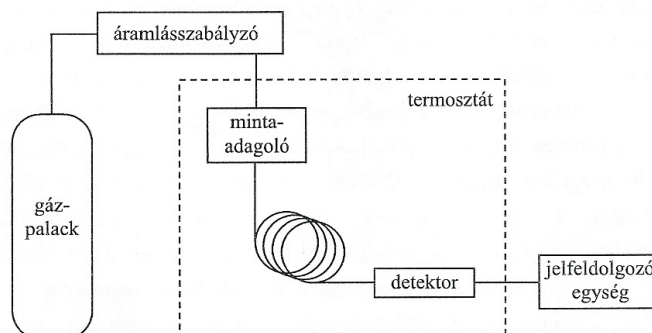 áramlásszabályzó
termosztát
minta-
adagoló
gáz-
palack
detektor
jelfeldolgozó
egység